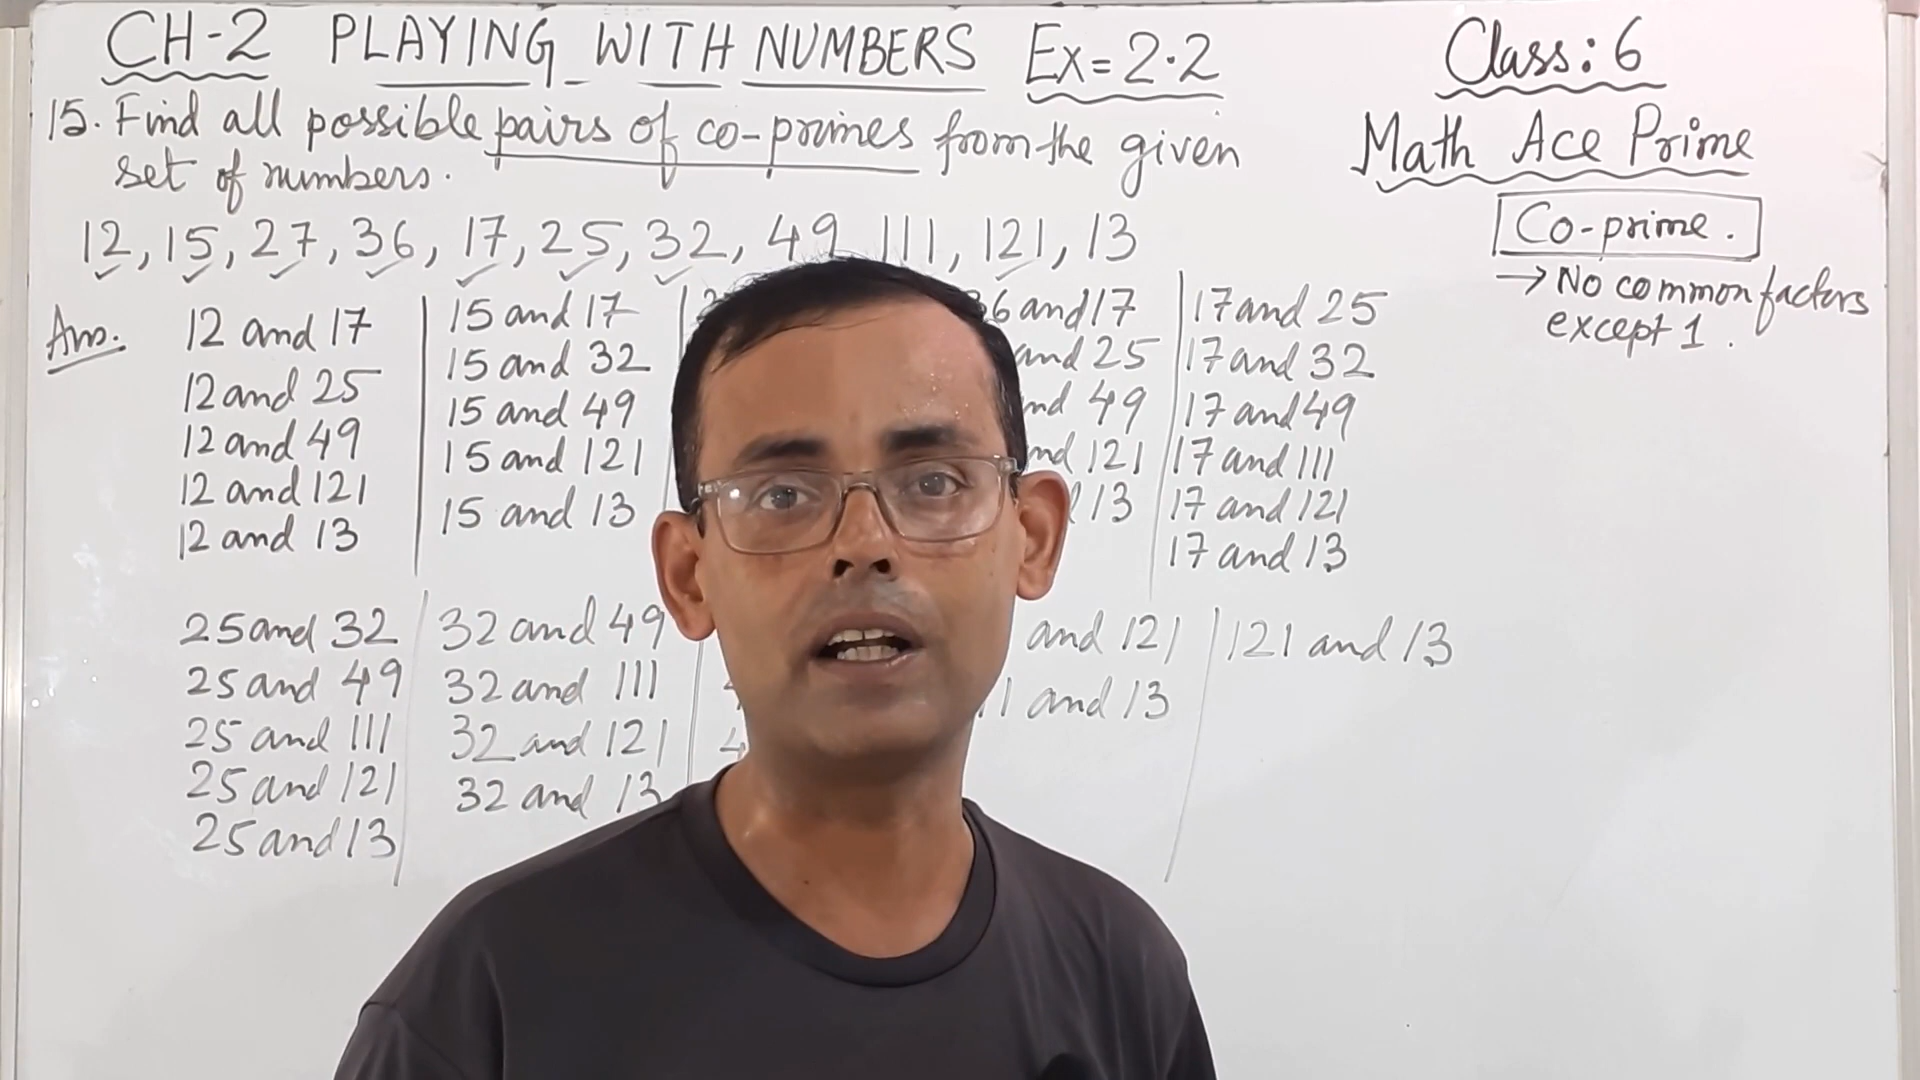 CH-2 PLAYING WITH NUMBERS Ex=2.2
Class: 6
15. Find all possible pairs of co-primes from the given
set of numbers.
Math Ace Prime
Co-prime.
→ No common factors
except 1.
12, 15, 27, 36, 17, 25, 32, 49 111, 121, 13
Ans.
12 and 17
12 and 25
12 and 49
12 and 121
12 and 13
15 and 17
15 and 32
15 and 49
15 and 121
15 and 13
36 and 17
and 25
and 49
and 121
13
17 and 25
17 and 32
17 and 49
17 and 111
17 and 121
17 and 13
25 and 32
25 and 49
25 and 111
25 and 121
25 and 13
32 and 49
32 and 111
32 and 121
32 and 13
and 121
and 13
121 and 13